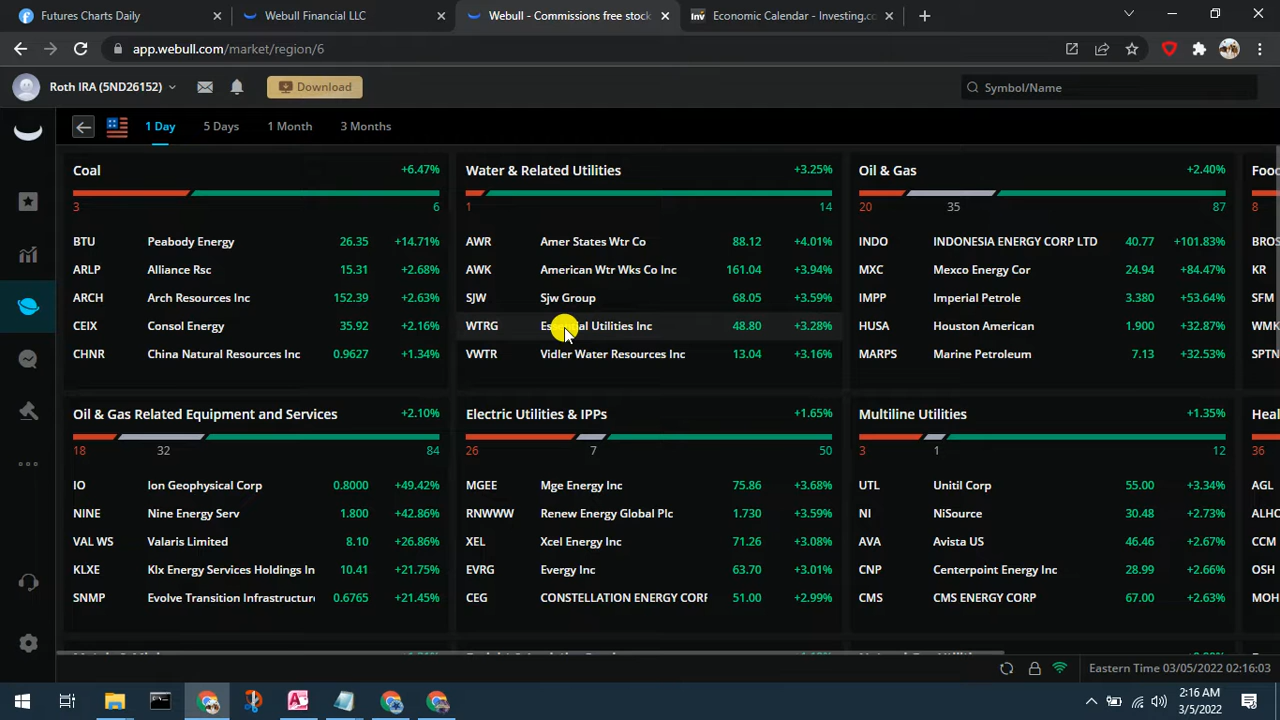 Futures Charts Daily
Webull Financial LLC
Webull - Commissions free stock
Economic Calendar - Investing.co
app.webull.com/market/region/6
Roth IRA (5ND26152)
Download
Symbol/Name
1 Day 5 Days 1 Month 3 Months
Coal +6.47%
3 6
BTU Peabody Energy 26.35 +14.71%
ARLP Alliance Rsc 15.31 +2.68%
ARCH Arch Resources Inc 152.39 +2.63%
CEIX Consol Energy 35.92 +2.16%
CHNR China Natural Resources Inc 0.9627 +1.34%
Water & Related Utilities +3.25%
1 14
AWR Amer States Wtr Co 88.12 +4.01%
AWK American Wtr Wks Co Inc 161.04 +3.94%
SJW Sjw Group 68.05 +3.59%
WTRG Utilities Inc 48.80 +3.28%
VWTR Vidler Water Resources Inc 13.04 +3.16%
Oil & Gas +2.40%
20 35 87
INDO INDONESIA ENERGY CORP LTD 40.77 +101.83%
MXC Mexco Energy Cor 24.94 +84.47%
IMPP Imperial Petrole 3.380 +53.64%
HUSA Houston American 1.900 +32.87%
MARPS Marine Petroleum 7.13 +32.53%
Foo
8
BROS
KR
SFM
WMK
SPTN
Oil & Gas Related Equipment and Services +2.10%
18 32 84
IO Ion Geophysical Corp 0.8000 +49.42%
NINE Nine Energy Serv 1.800 +42.86%
VAL WS Valaris Limited 8.10 +26.86%
KLXE Klx Energy Services Holdings In 10.41 +21.75%
SNMP Evolve Transition Infrastructur 0.6765 +21.45%
Electric Utilities & IPPs +1.65%
26 7 50
MGEE Mge Energy Inc 75.86 +3.68%
RNWWW Renew Energy Global Plc 1.730 +3.59%
XEL Xcel Energy Inc 71.26 +3.08%
EVRG Evergy Inc 63.70 +3.01%
CEG CONSTELLATION ENERGY CORF 51.00 +2.99%
Multiline Utilities +1.35%
3 1 12
UTL Unitil Corp 55.00 +3.34%
NI NiSource 30.48 +2.73%
AVA Avista US 46.46 +2.67%
CNP Centerpoint Energy Inc 28.99 +2.66%
CMS CMS ENERGY CORP 67.00 +2.63%
Heal
36
AGL
ALHC
CCM
OSH
MOH
Eastern Time 03/05/2022 02:16:03
2:16 AM
3/5/2022